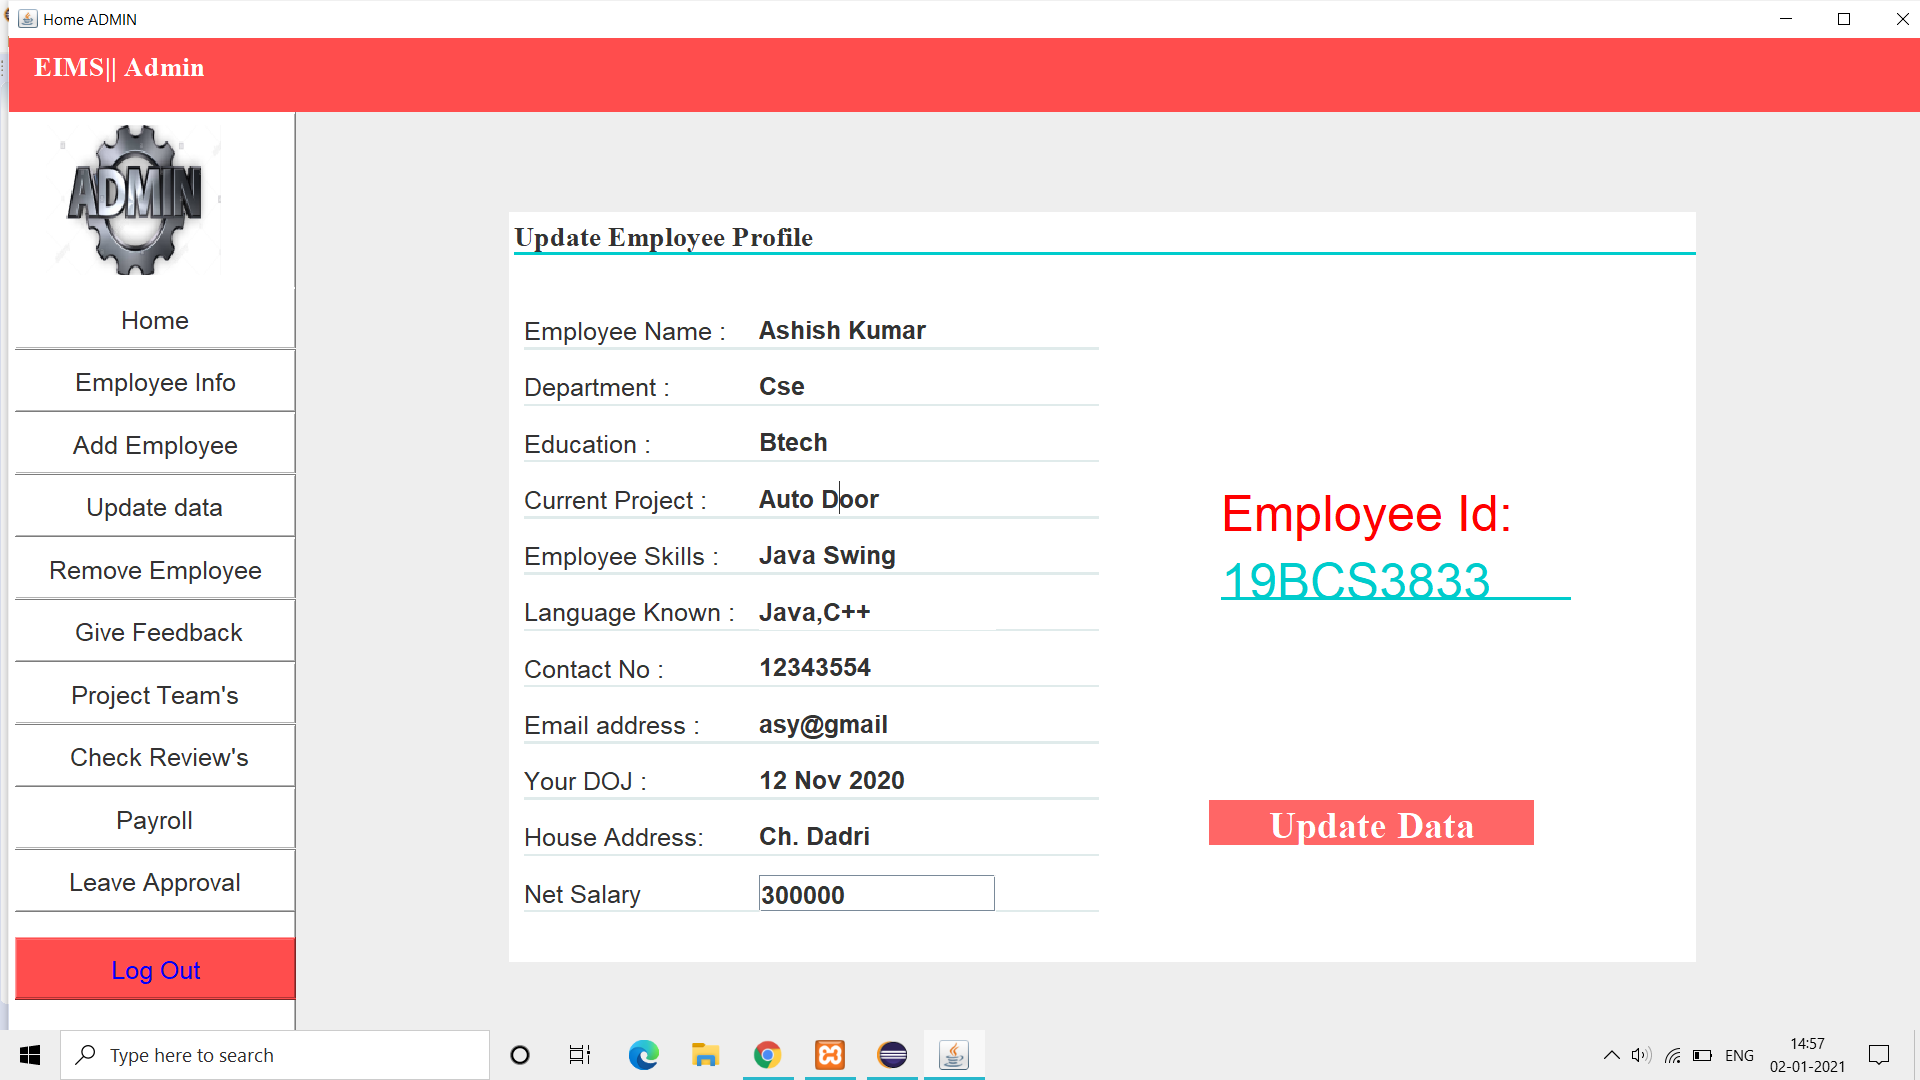 Home ADMIN
EIMS|| Admin
ADMIN
Home
Employee Info
Add Employee
Update data
Remove Employee
Give Feedback
Project Team's
Check Review's
Payroll
Leave Approval
Log Out
Update Employee Profile
Employee Name : Ashish Kumar
Department : Cse
Education : Btech
Current Project : Auto Door
Employee Skills : Java Swing
Language Known : Java,C++
Contact No : 12343554
Email address : asy@gmail
Your DOJ : 12 Nov 2020
House Address: Ch. Dadri
Net Salary 300000
Employee Id:
19BCS3833
Update Data
Type here to search
ENG
14:57
02-01-2021